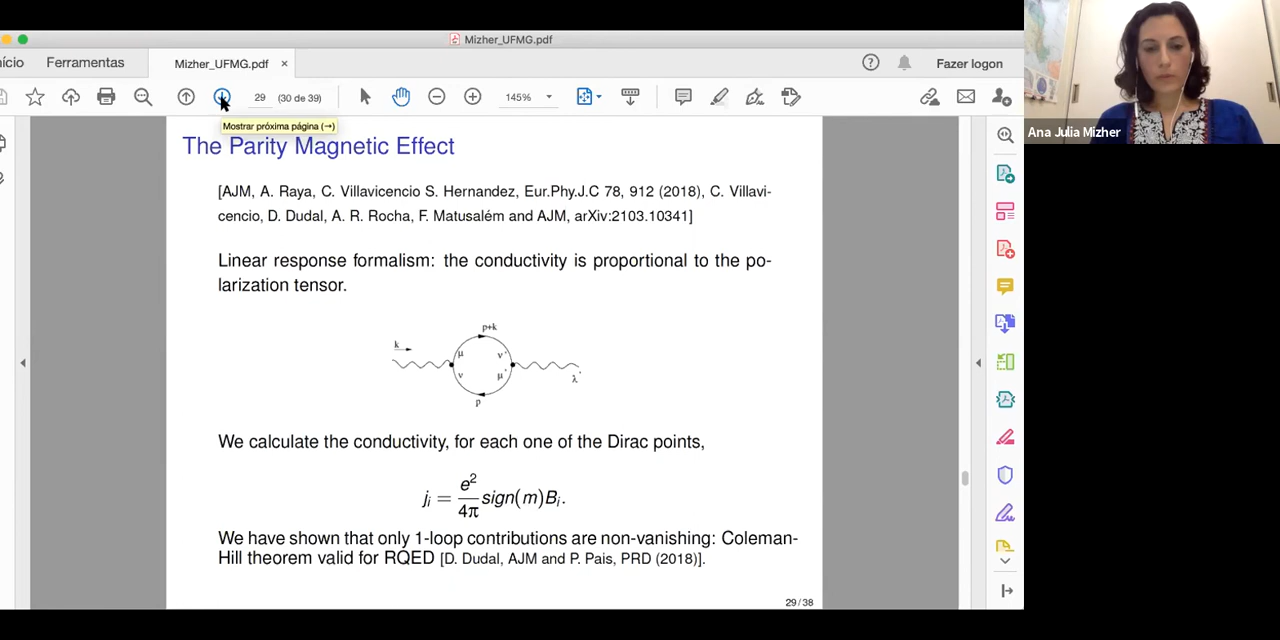 Mizher_UFMG.pdf
nício
Ferramentas
Mizher_UFMG.pdf ×
Fazer logon
29 (30 de 39)
145%
Mostrar próxima página (→)
Ana Julia Mizher
The Parity Magnetic Effect
[AJM, A. Raya, C. Villavicencio S. Hernandez, Eur.Phy.J.C 78, 912 (2018), C. Villavi-
cencio, D. Dudal, A. R. Rocha, F. Matusalém and AJM, arXiv:2103.10341]
Linear response formalism: the conductivity is proportional to the po-
larization tensor.
p+k
k
μ ν'
ν μ'
λ'
p
We calculate the conductivity, for each one of the Dirac points,
j_i = e²/4π sign(m)B_i.
We have shown that only 1-loop contributions are non-vanishing: Coleman-
Hill theorem valid for RQED [D. Dudal, AJM and P. Pais, PRD (2018)].
29/38